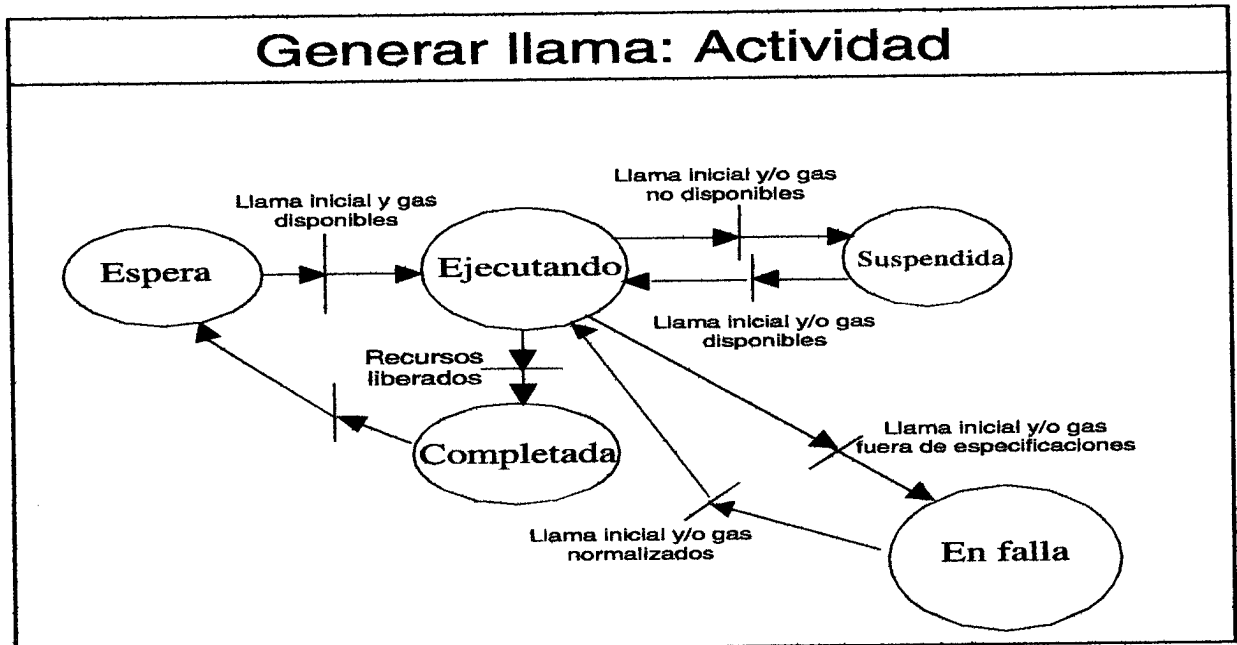 Generar llama: Actividad
Llama inicial y gas
disponibles
Llama inicial y/o gas
no disponibles
Espera
Ejecutando
Suspendida
Llama inicial y/o gas
disponibles
Recursos
liberados
Completada
Llama inicial y/o gas
fuera de especificaciones
Llama inicial y/o gas
normalizados
En falla